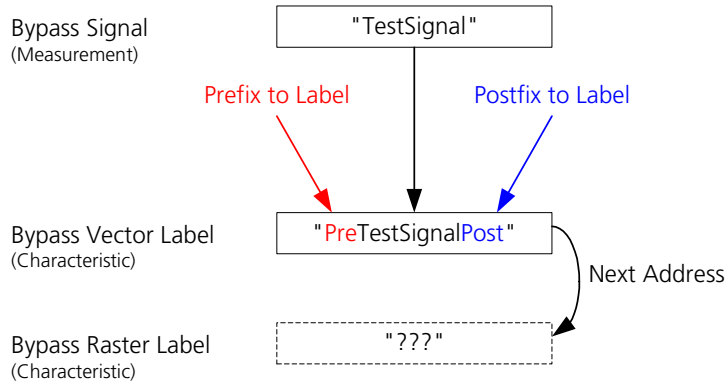 Bypass Signal
(Measurement)
"TestSignal"
Prefix to Label
Postfix to Label
Bypass Vector Label
(Characteristic)
"PreTestSignalPost"
Next Address
Bypass Raster Label
(Characteristic)
"???"